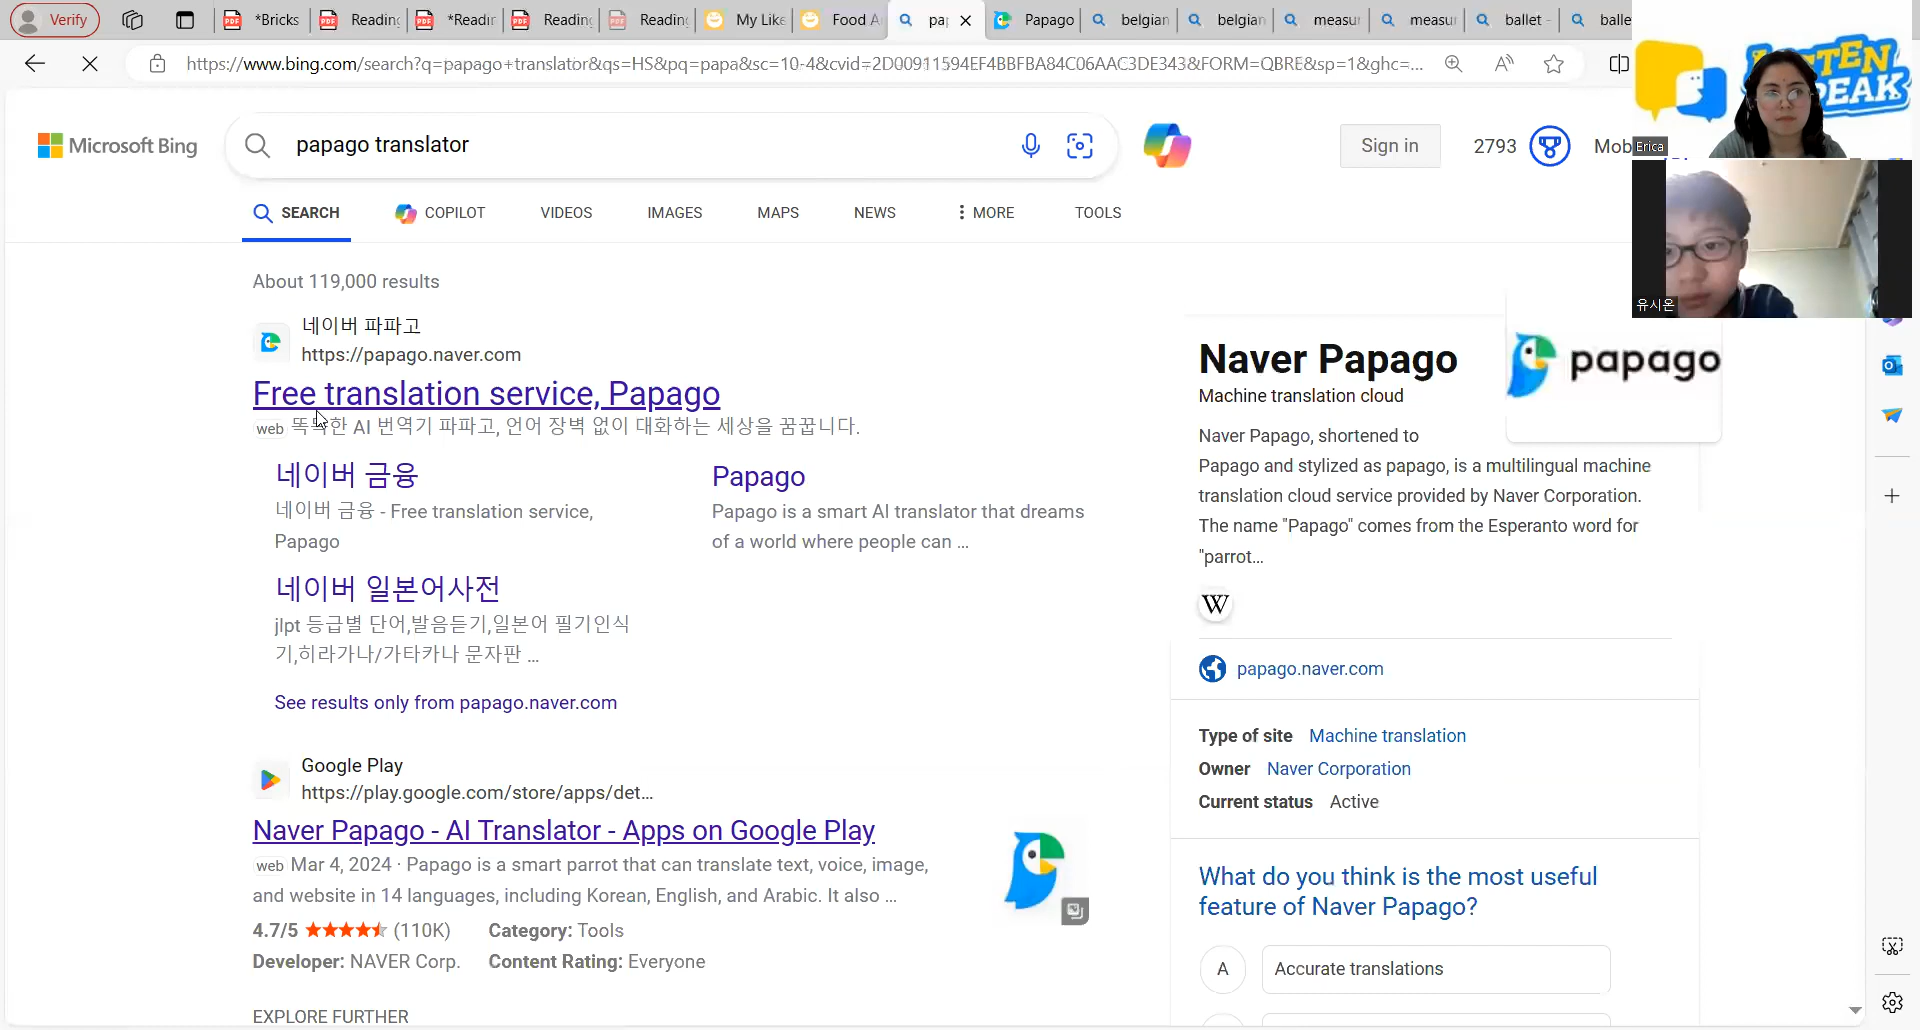 Verify
*Bricks
Reading
*Readin
Reading
Reading
My Like
Food A
pap
Papago
belgian
belgian
measur
measur
ballet -
balle
https://www.bing.com/search?q=papago+translator&qs=HS&pq=papa&sc=10-4&cvid=2D00911594EF4BBFBA84C06AAC3DE343&FORM=QBRE&sp=1&ghc=...
Microsoft Bing
papago translator
Sign in
2793
Mob
Erica
유시온
SEARCH
COPILOT
VIDEOS
IMAGES
MAPS
NEWS
MORE
TOOLS
About 119,000 results
네이버 파파고
https://papago.naver.com
Free translation service, Papago
web 똑똑한 AI 번역기 파파고, 언어 장벽 없이 대화하는 세상을 꿈꿉니다.
네이버 금융
네이버 금융 - Free translation service,
Papago
Papago
Papago is a smart AI translator that dreams
of a world where people can ...
네이버 일본어사전
jlpt 등급별 단어,발음듣기,일본어 필기인식
기,히라가나/가타카나 문자판 ...
See results only from papago.naver.com
Google Play
https://play.google.com/store/apps/det...
Naver Papago - AI Translator - Apps on Google Play
web Mar 4, 2024 · Papago is a smart parrot that can translate text, voice, image,
and website in 14 languages, including Korean, English, and Arabic. It also ...
4.7/5 (110K) Category: Tools
Developer: NAVER Corp. Content Rating: Everyone
EXPLORE FURTHER
Naver Papago
Machine translation cloud
papago
Naver Papago, shortened to
Papago and stylized as papago, is a multilingual machine
translation cloud service provided by Naver Corporation.
The name "Papago" comes from the Esperanto word for
"parrot...
W
papago.naver.com
Type of site Machine translation
Owner Naver Corporation
Current status Active
What do you think is the most useful
feature of Naver Papago?
A
Accurate translations